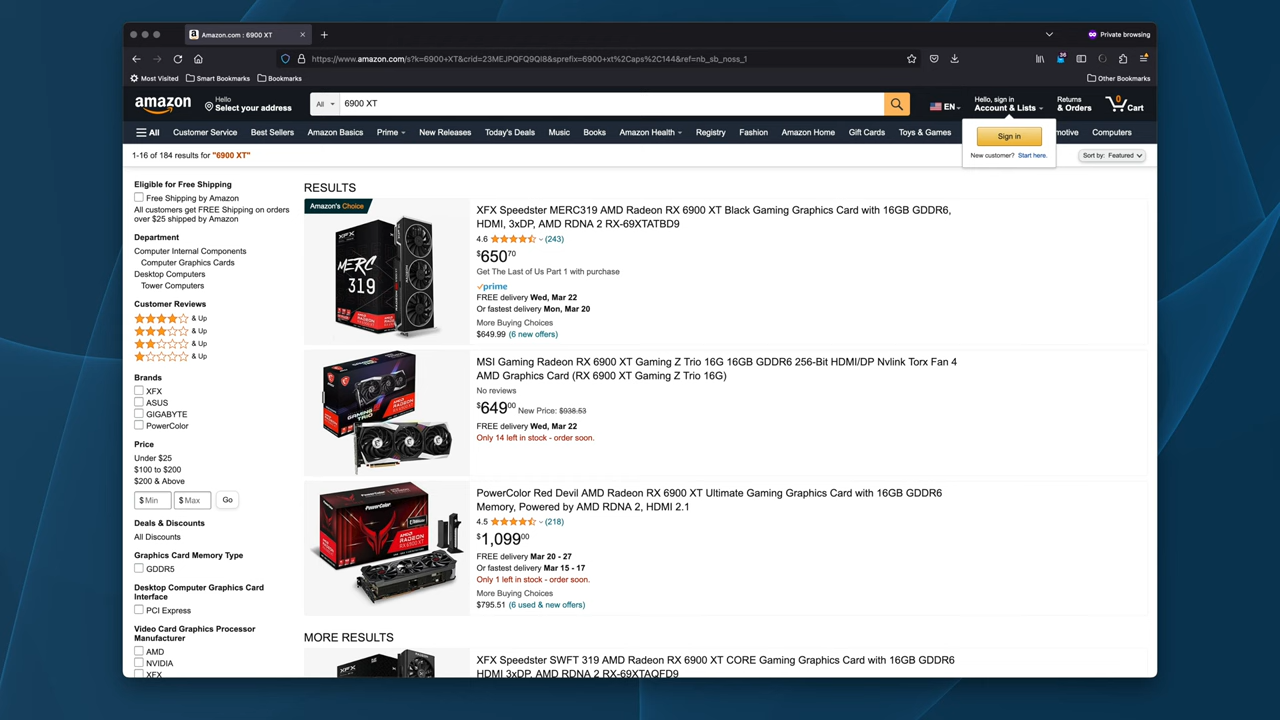 Amazon.com : 6900 XT
Private browsing
https://www.amazon.com/s?k=6900+XT&crid=23MEJPQFQ9QI8&sprefix=6900+xt%2Caps%2C144&ref=nb_sb_noss_1
Most Visited
Smart Bookmarks
Bookmarks
Other Bookmarks
amazon
Hello
Select your address
All
6900 XT
EN
Hello, sign in
Account & Lists
Returns
& Orders
0
Cart
All
Customer Service
Best Sellers
Amazon Basics
Prime
New Releases
Today's Deals
Music
Books
Amazon Health
Registry
Fashion
Amazon Home
Gift Cards
Toys & Games
omotive
Computers
Sign in
New customer? Start here.
1-16 of 184 results for "6900 XT"
Sort by: Featured
Eligible for Free Shipping
Free Shipping by Amazon
All customers get FREE Shipping on orders
over $25 shipped by Amazon
Department
Computer Internal Components
Computer Graphics Cards
Desktop Computers
Tower Computers
Customer Reviews
& Up
& Up
& Up
& Up
Brands
XFX
ASUS
GIGABYTE
PowerColor
Price
Under $25
$100 to $200
$200 & Above
$ Min
$ Max
Go
Deals & Discounts
All Discounts
Graphics Card Memory Type
GDDR5
Desktop Computer Graphics Card
Interface
PCI Express
Video Card Graphics Processor
Manufacturer
AMD
NVIDIA
XFX
RESULTS
Amazon's Choice
XFX
MERC
319
XFX Speedster MERC319 AMD Radeon RX 6900 XT Black Gaming Graphics Card with 16GB GDDR6,
HDMI, 3xDP, AMD RDNA 2 RX-69XTATBD9
4.6 (243)
$650 70
Get The Last of Us Part 1 with purchase
prime
FREE delivery Wed, Mar 22
Or fastest delivery Mon, Mar 20
More Buying Choices
$649.99 (6 new offers)
GAMING
TRIO
MSI Gaming Radeon RX 6900 XT Gaming Z Trio 16G 16GB GDDR6 256-Bit HDMI/DP Nvlink Torx Fan 4
AMD Graphics Card (RX 6900 XT Gaming Z Trio 16G)
No reviews
$649 00 New Price: $938.53
FREE delivery Wed, Mar 22
Only 14 left in stock - order soon.
PowerColor
PowerColor Red Devil AMD Radeon RX 6900 XT Ultimate Gaming Graphics Card with 16GB GDDR6
Memory, Powered by AMD RDNA 2, HDMI 2.1
4.5 (218)
$1,099 00
FREE delivery Mar 20 - 27
Or fastest delivery Mar 15 - 17
Only 1 left in stock - order soon.
More Buying Choices
$795.51 (6 used & new offers)
MORE RESULTS
XFX Speedster SWFT 319 AMD Radeon RX 6900 XT CORE Gaming Graphics Card with 16GB GDDR6
HDMI 3xDP, AMD RDNA 2 RX-69XTAQFD9